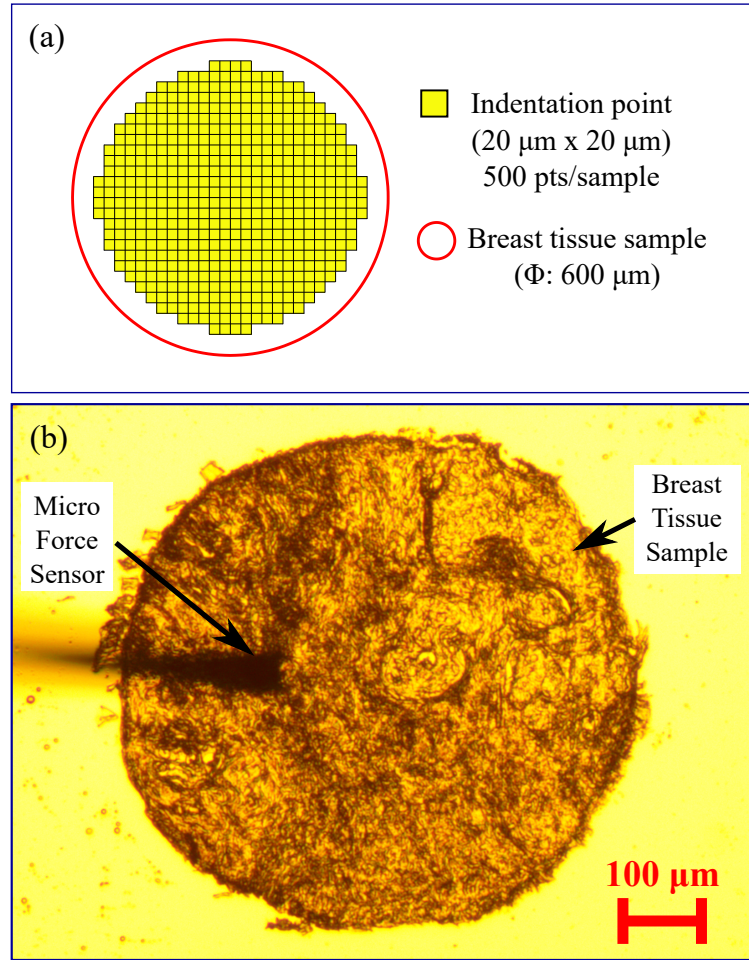 (a)
Indentation point
(20 μm x 20 μm)
500 pts/sample
Breast tissue sample
(Φ: 600 μm)
(b)
Micro
Force
Sensor
Breast
Tissue
Sample
100 μm